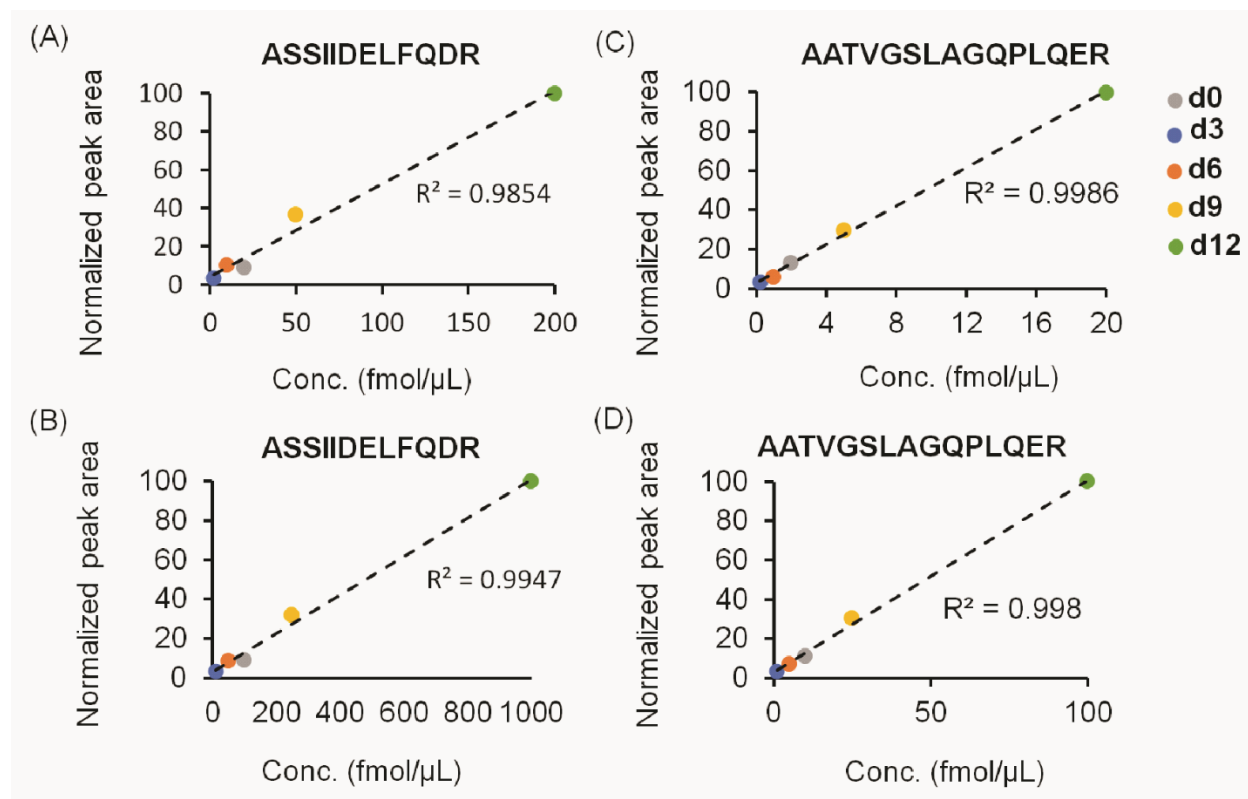 (A)
ASSIIDELFQDR
Normalized peak area
100
80
60
40
20
0
R² = 0.9854
0 50 100 150 200
Conc. (fmol/µL)
(C)
AATVGSLAGQPLQER
Normalized peak area
100
80
60
40
20
0
R² = 0.9986
0 4 8 12 16 20
Conc. (fmol/µL)
d0
d3
d6
d9
d12
(B)
ASSIIDELFQDR
Normalized peak area
100
80
60
40
20
0
R² = 0.9947
0 200 400 600 800 1000
Conc. (fmol/µL)
(D)
AATVGSLAGQPLQER
Normalized peak area
100
80
60
40
20
0
R² = 0.998
0 50 100
Conc. (fmol/µL)